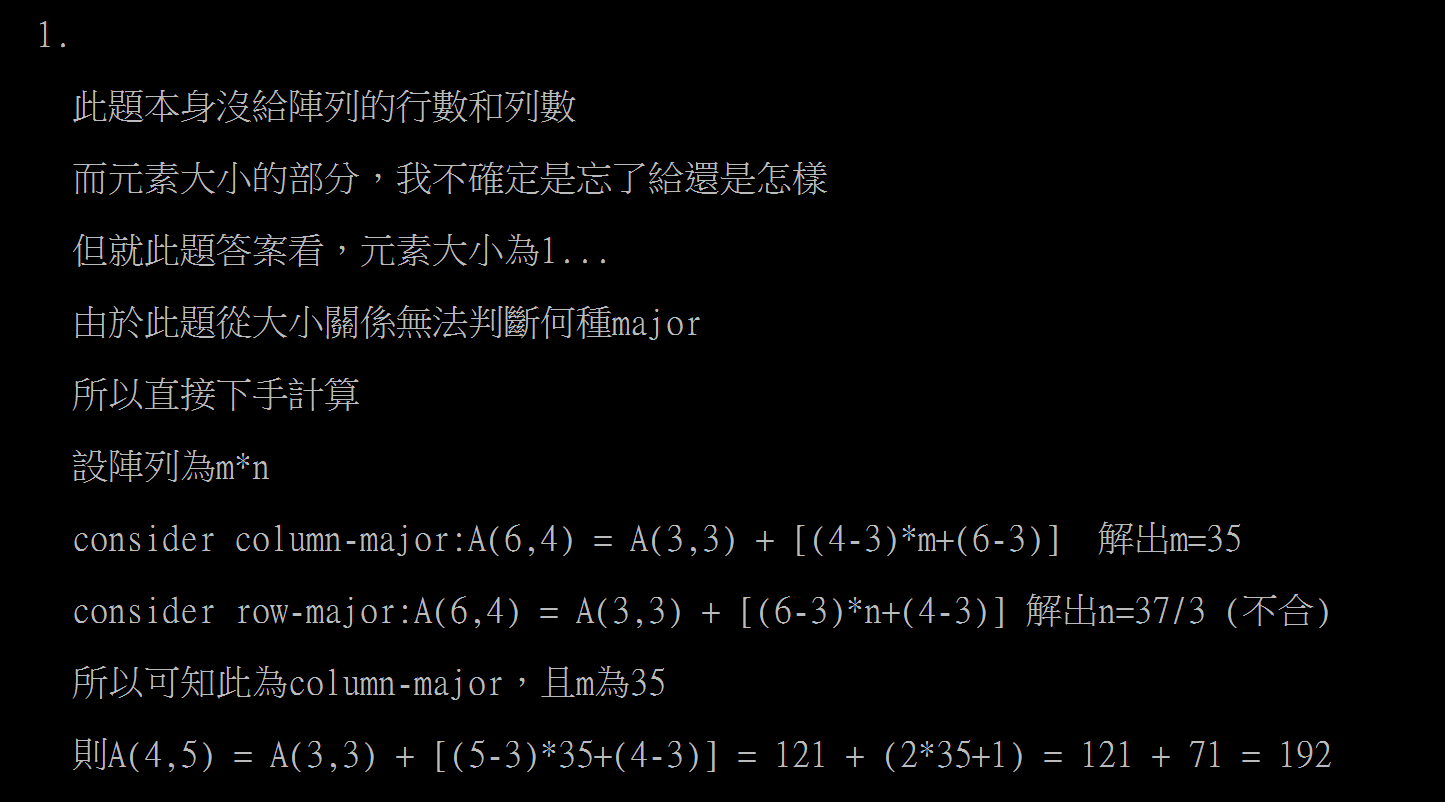 1.
此題本身沒給陣列的行數和列數
而元素大小的部分，我不確定是忘了給還是怎樣
但就此題答案看，元素大小為1...
由於此題從大小關係無法判斷何種major
所以直接下手計算
設陣列為m*n
consider column-major:A(6,4) = A(3,3) + [(4-3)*m+(6-3)]  解出m=35
consider row-major:A(6,4) = A(3,3) + [(6-3)*n+(4-3)] 解出n=37/3 (不合)
所以可知此為column-major，且m為35
則A(4,5) = A(3,3) + [(5-3)*35+(4-3)] = 121 + (2*35+1) = 121 + 71 = 192